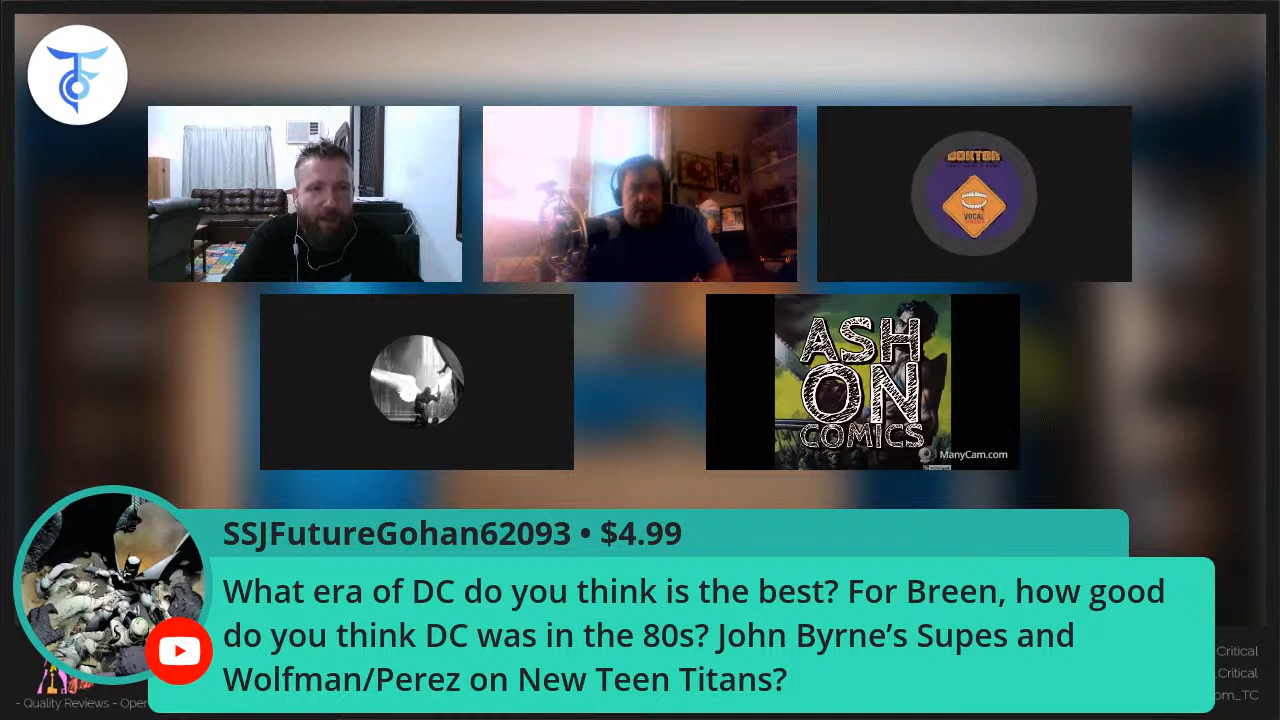 DOKTOR
VOCAL
ASH
ON
COMICS
ManyCam.com
SSJFutureGohan62093 • $4.99
What era of DC do you think is the best? For Breen, how good
do you think DC was in the 80s? John Byrne’s Supes and
Wolfman/Perez on New Teen Titans?
Critical
_Critical
om_TC
- Quality Reviews - Oper